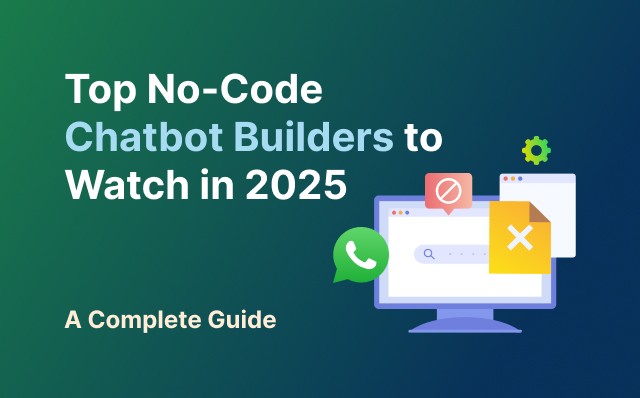 Top No-Code
Chatbot Builders to
Watch in 2025
A Complete Guide